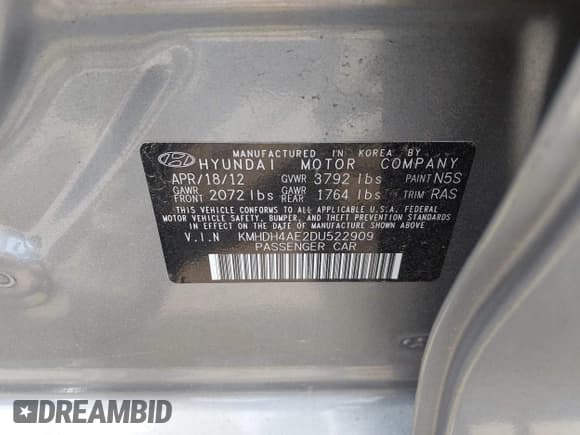 MANUFACTURED IN KOREA BY
HYUNDAI MOTOR COMPANY
APR/18/12 GVWR 3792 lbs PAINT N5S
GAWR FRONT 2072 lbs GAWR REAR 1764 lbs TRIM RAS
THIS VEHICLE CONFORMS TO ALL APPLICABLE U.S.A. FEDERAL
MOTOR VEHICLE SAFETY, BUMPER, AND THEFT PREVENTION STANDARDS
IN EFFECT ON THE DATE OF MANUFACTURE SHOWN ABOVE
V.I.N KMHDH4AE2DU522909
PASSENGER CAR
DREAMBID